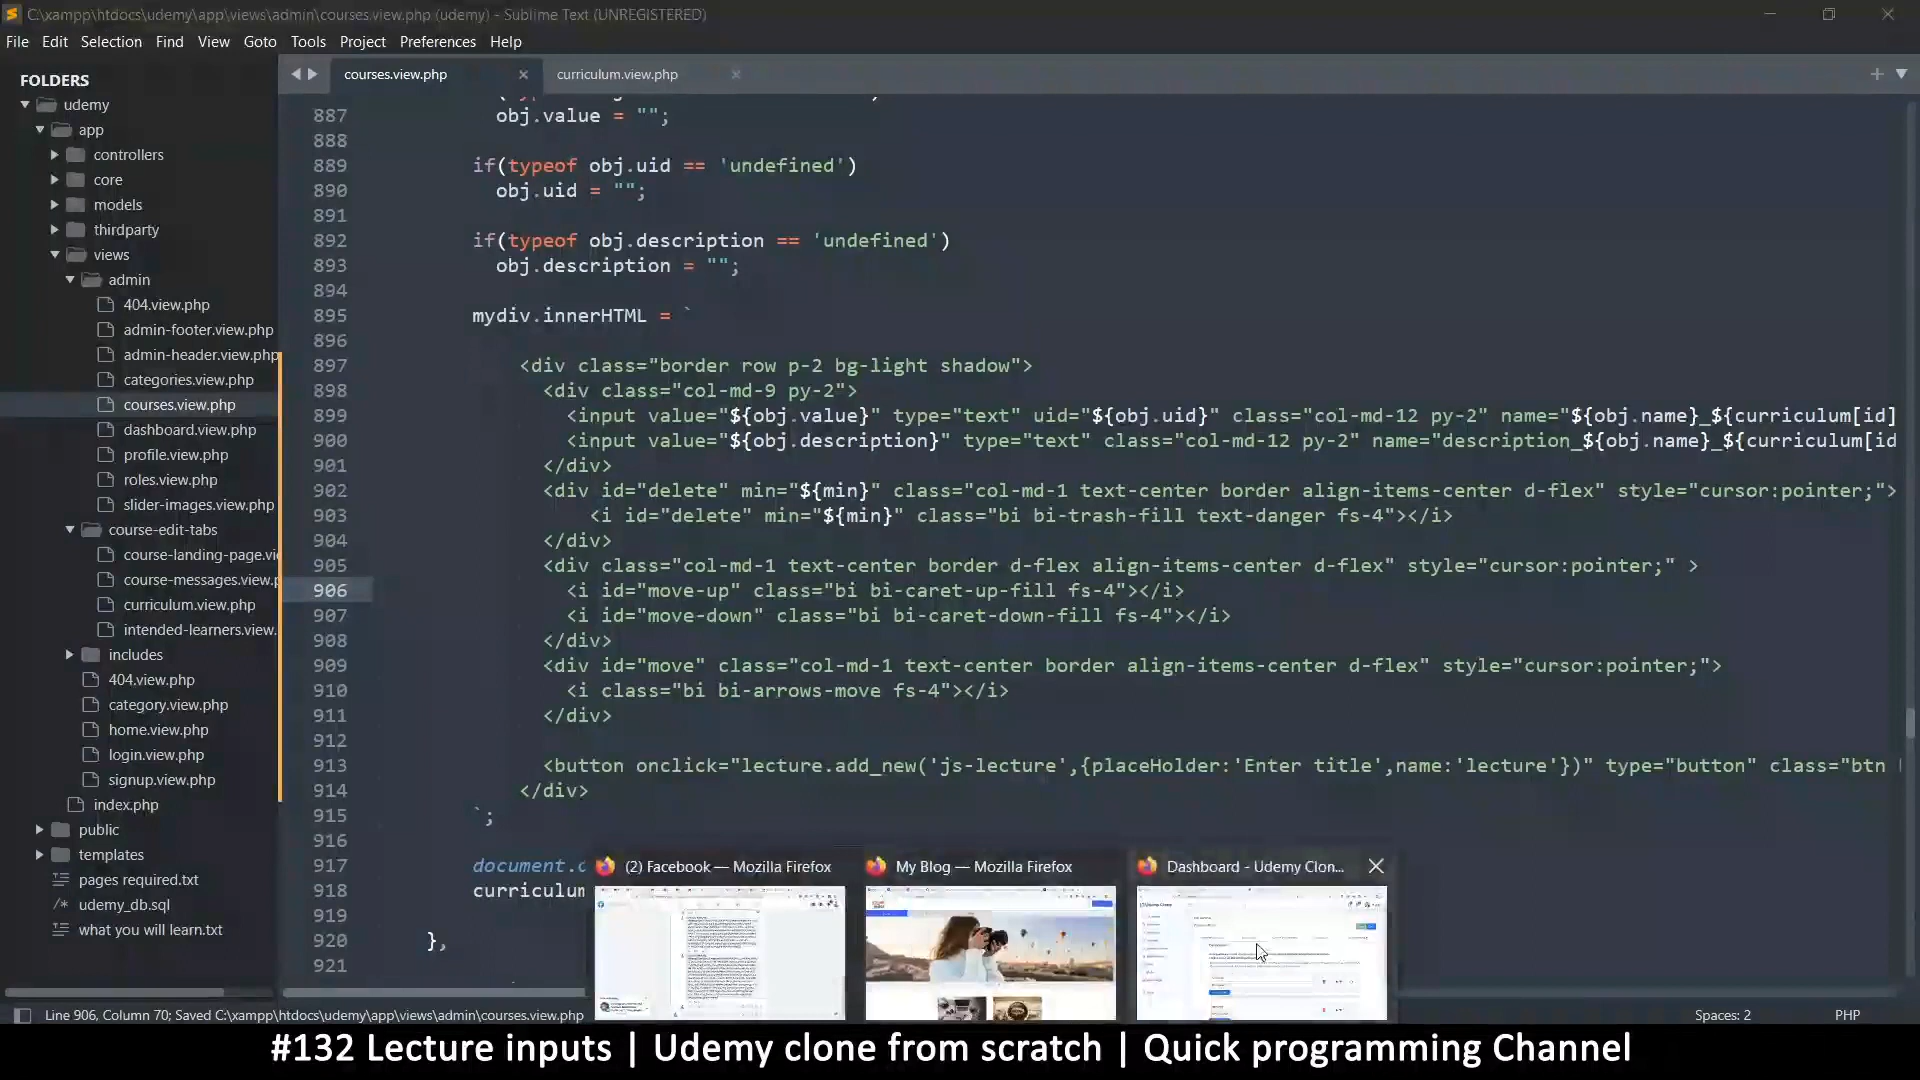 C:\xampp\htdocs\udemy\app\views\admin\courses.view.php (udemy) - Sublime Text (UNREGISTERED)
File Edit Selection Find View Goto Tools Project Preferences Help
FOLDERS
udemy
app
controllers
core
models
thirdparty
views
admin
404.view.php
admin-footer.view.php
admin-header.view.php
categories.view.php
courses.view.php
dashboard.view.php
profile.view.php
roles.view.php
slider-images.view.php
course-edit-tabs
course-landing-page.vi
course-messages.view.p
curriculum.view.php
intended-learners.view.
includes
404.view.php
category.view.php
home.view.php
login.view.php
signup.view.php
index.php
public
templates
pages required.txt
udemy_db.sql
what you will learn.txt
courses.view.php curriculum.view.php
887 obj.value = "";
888
889 if(typeof obj.uid == 'undefined')
890 obj.uid = "";
891
892 if(typeof obj.description == 'undefined')
893 obj.description = "";
894
895 mydiv.innerHTML = `
896
897 <div class="border row p-2 bg-light shadow">
898 <div class="col-md-9 py-2">
899 <input value="${obj.value}" type="text" uid="${obj.uid}" class="col-md-12 py-2" name="${obj.name}_${curriculum[id]
900 <input value="${obj.description}" type="text" class="col-md-12 py-2" name="description_${obj.name}_${curriculum[id
901 </div>
902 <div id="delete" min="${min}" class="col-md-1 text-center border align-items-center d-flex" style="cursor:pointer;">
903 <i id="delete" min="${min}" class="bi bi-trash-fill text-danger fs-4"></i>
904 </div>
905 <div class="col-md-1 text-center border d-flex align-items-center d-flex" style="cursor:pointer;" >
906 <i id="move-up" class="bi bi-caret-up-fill fs-4"></i>
907 <i id="move-down" class="bi bi-caret-down-fill fs-4"></i>
908 </div>
909 <div id="move" class="col-md-1 text-center border align-items-center d-flex" style="cursor:pointer;">
910 <i class="bi bi-arrows-move fs-4"></i>
911 </div>
912
913 <button onclick="lecture.add_new('js-lecture',{placeHolder:'Enter title',name:'lecture'})" type="button" class="btn
914 </div>
915 `;
916
917 document.
918 curriculum
919
920 },
921
(2) Facebook — Mozilla Firefox
My Blog — Mozilla Firefox
Dashboard - Udemy Clon...
Line 906, Column 70; Saved C:\xampp\htdocs\udemy\app\views\admin\courses.view.php
Spaces: 2
PHP
#132 Lecture inputs | Udemy clone from scratch | Quick programming Channel